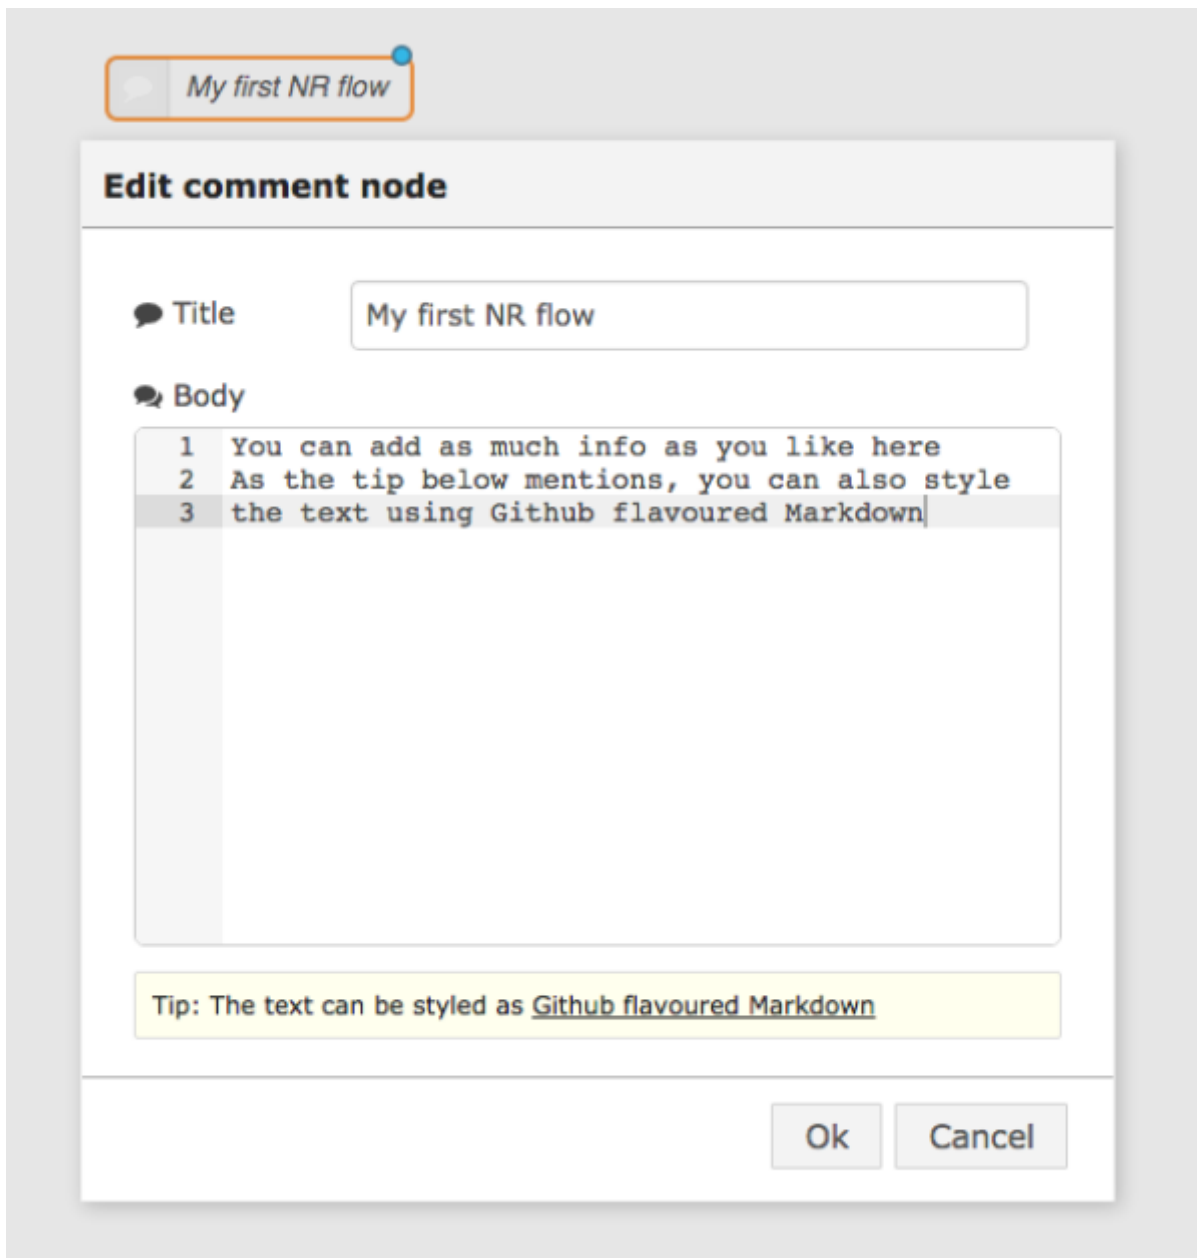 My first NR flow
Edit comment node
Title
My first NR flow
Body
1 You can add as much info as you like here
2 As the tip below mentions, you can also style
3 the text using Github flavoured Markdown
Tip: The text can be styled as Github flavoured Markdown
Ok Cancel